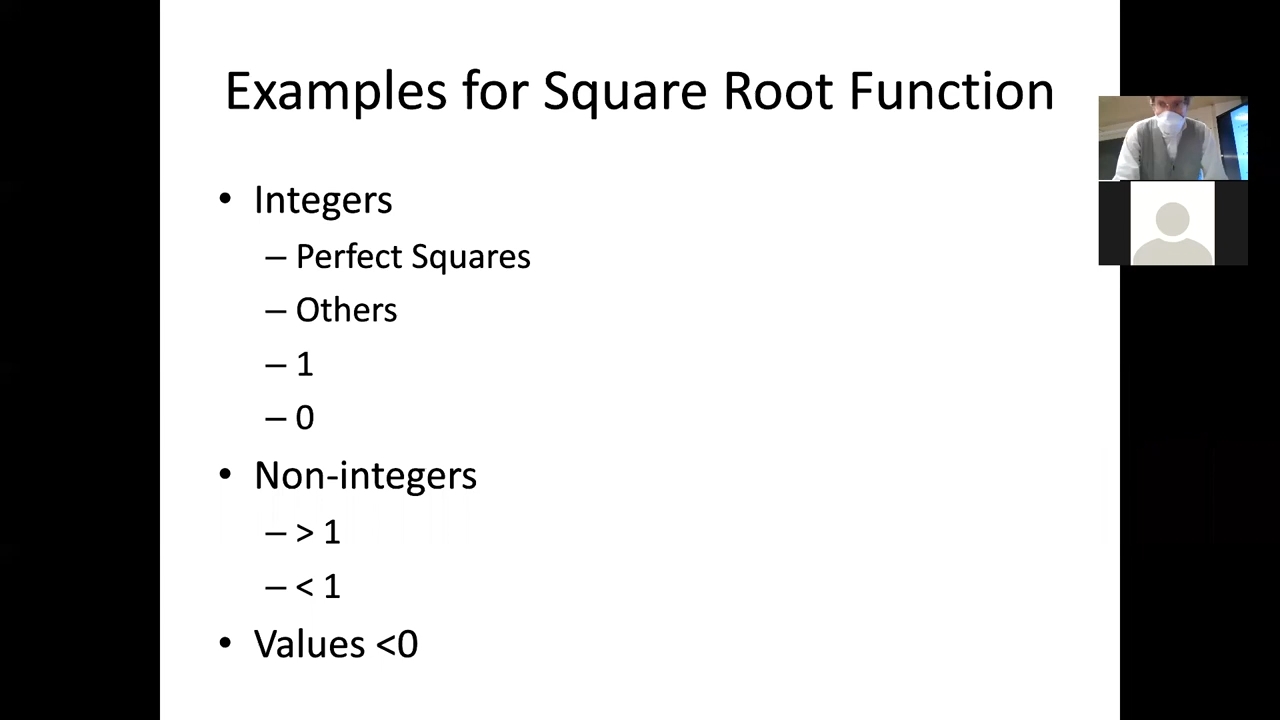 Examples for Square Root Function
• Integers
– Perfect Squares
– Others
– 1
– 0
• Non-integers
– > 1
– < 1
• Values <0